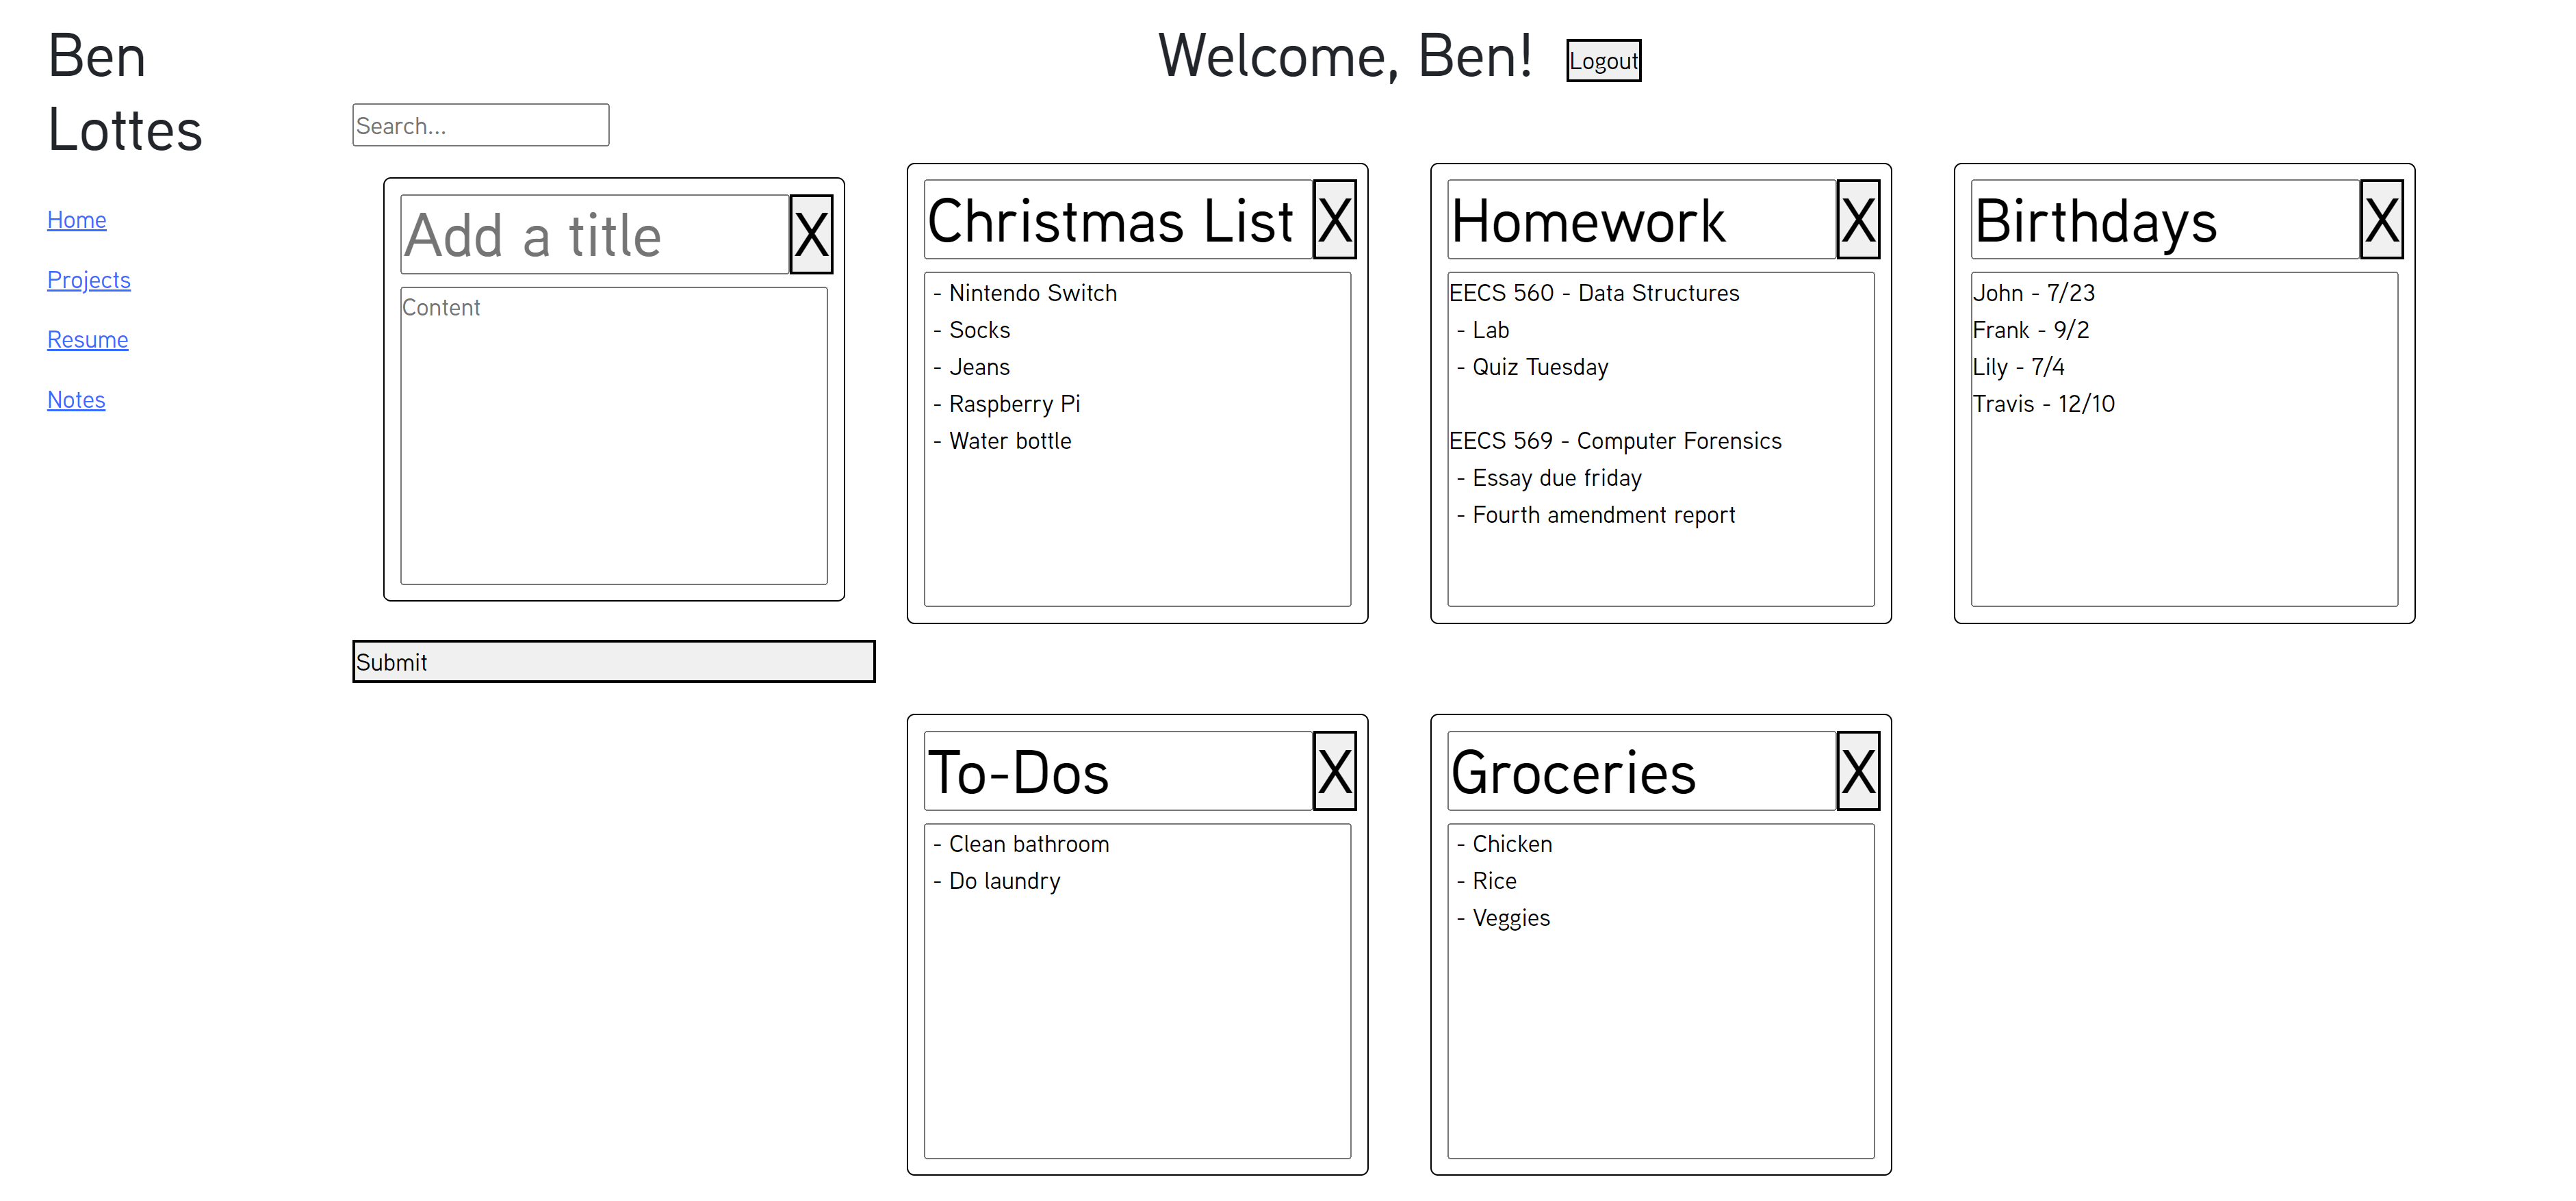 Ben
Lottes
Home
Projects
Resume
Notes
Welcome, Ben!
Logout
Search...
Add a title
X
Content
Submit
Christmas List
X
- Nintendo Switch
- Socks
- Jeans
- Raspberry Pi
- Water bottle
Homework
X
EECS 560 - Data Structures
- Lab
- Quiz Tuesday
EECS 569 - Computer Forensics
- Essay due friday
- Fourth amendment report
Birthdays
X
John - 7/23
Frank - 9/2
Lily - 7/4
Travis - 12/10
To-Dos
X
- Clean bathroom
- Do laundry
Groceries
X
- Chicken
- Rice
- Veggies